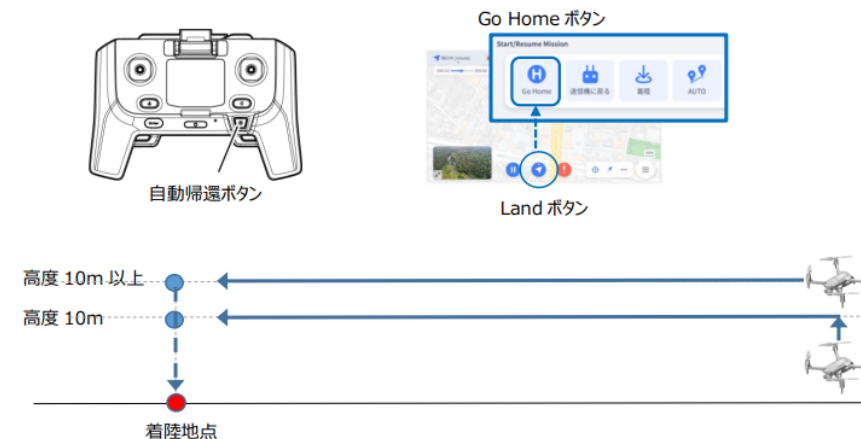 Go Home ボタン
Start/Resume Mission
Go Home
送信機に戻る
着陸
AUTO
自動帰還ボタン
Land ボタン
高度 10m 以上
高度 10m
着陸地点